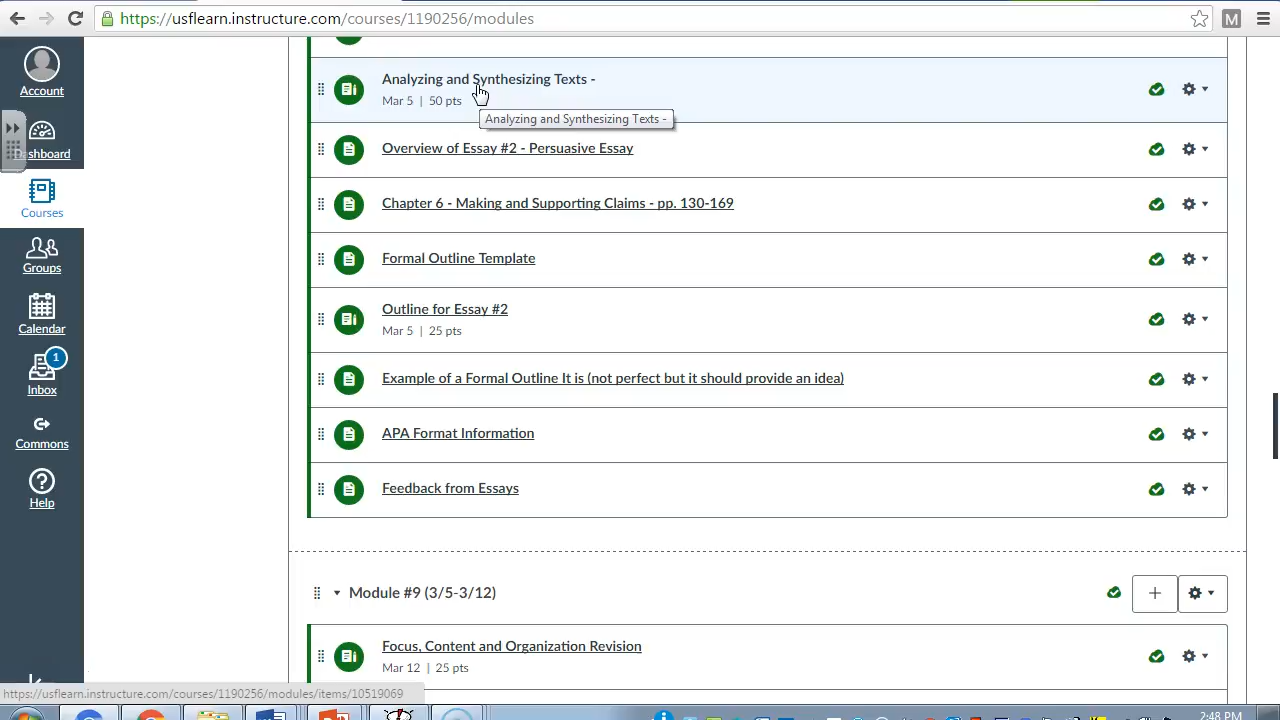 https://usflearn.instructure.com/courses/1190256/modules
M
Account
Dashboard
Courses
Groups
Calendar
1
Inbox
Commons
Help
Analyzing and Synthesizing Texts -
Mar 5 | 50 pts
Analyzing and Synthesizing Texts -
Overview of Essay #2 - Persuasive Essay
Chapter 6 - Making and Supporting Claims - pp. 130-169
Formal Outline Template
Outline for Essay #2
Mar 5 | 25 pts
Example of a Formal Outline It is (not perfect but it should provide an idea)
APA Format Information
Feedback from Essays
Module #9 (3/5-3/12)
Focus, Content and Organization Revision
Mar 12 | 25 pts
https://usflearn.instructure.com/courses/1190256/modules/items/10519069
2:48 PM